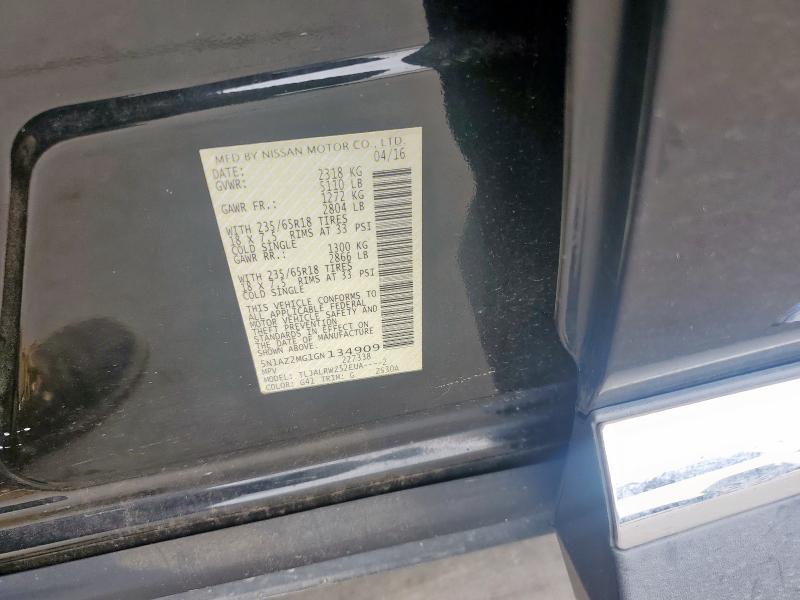 MFD BY NISSAN MOTOR CO., LTD.
DATE: 04/16
GVWR: 2318 KG
5110 LB
GAWR FR.: 1272 KG
2804 LB
WITH 235/65R18 TIRES
18 X 7.5 RIMS AT 33 PSI
COLD SINGLE
GAWR RR.: 1300 KG
2866 LB
WITH 235/65R18 TIRES
18 X 7.5 RIMS AT 33 PSI
COLD SINGLE
THIS VEHICLE CONFORMS TO
ALL APPLICABLE FEDERAL
MOTOR VEHICLE SAFETY AND
THEFT PREVENTION
STANDARDS IN EFFECT ON
THE DATE OF MANUFACTURE
SHOWN ABOVE.
5N1AZ2MG1GN134909
MPV 277338
MODEL: TLJALRWZ52EUA----2
COLOR: G41 TRIM: G 2S30A